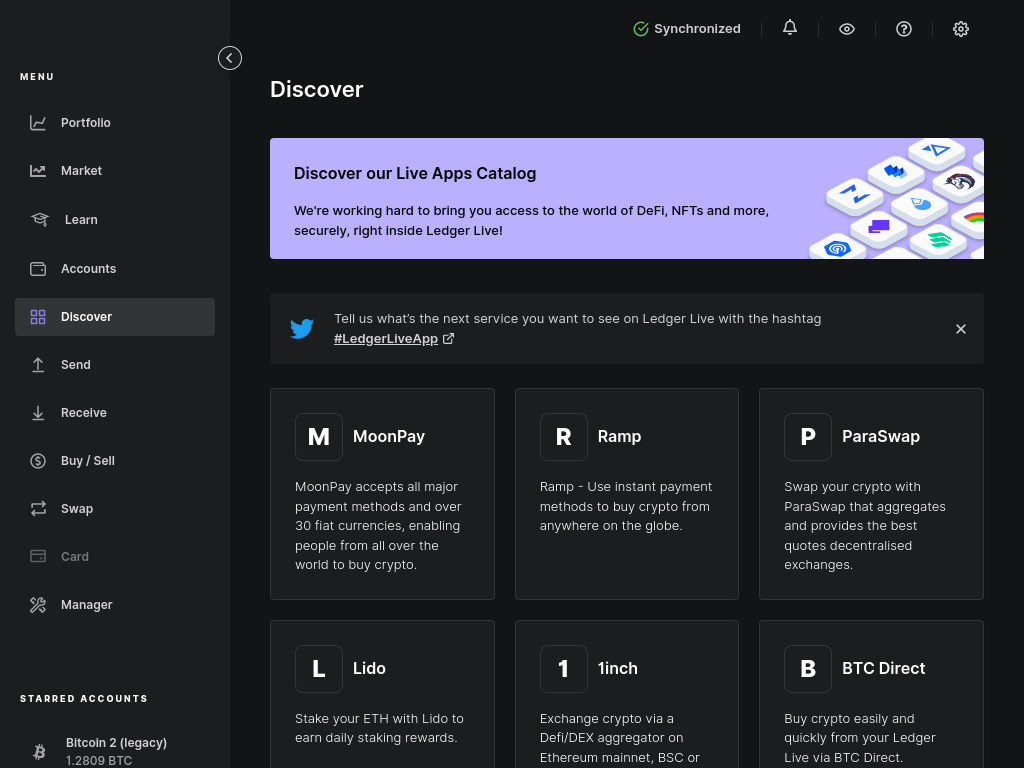 Synchronized
MENU
Portfolio
Market
Learn
Accounts
Discover
Send
Receive
Buy / Sell
Swap
Card
Manager
STARRED ACCOUNTS
Bitcoin 2 (legacy)
1.2809 BTC
Discover
Discover our Live Apps Catalog
We're working hard to bring you access to the world of DeFi, NFTs and more,
securely, right inside Ledger Live!
Tell us what's the next service you want to see on Ledger Live with the hashtag
#LedgerLiveApp
M MoonPay
MoonPay accepts all major
payment methods and over
30 fiat currencies, enabling
people from all over the
world to buy crypto.
R Ramp
Ramp - Use instant payment
methods to buy crypto from
anywhere on the globe.
P ParaSwap
Swap your crypto with
ParaSwap that aggregates
and provides the best
quotes decentralised
exchanges.
L Lido
Stake your ETH with Lido to
earn daily staking rewards.
1 1inch
Exchange crypto via a
Defi/DEX aggregator on
Ethereum mainnet, BSC or
B BTC Direct
Buy crypto easily and
quickly from your Ledger
Live via BTC Direct.